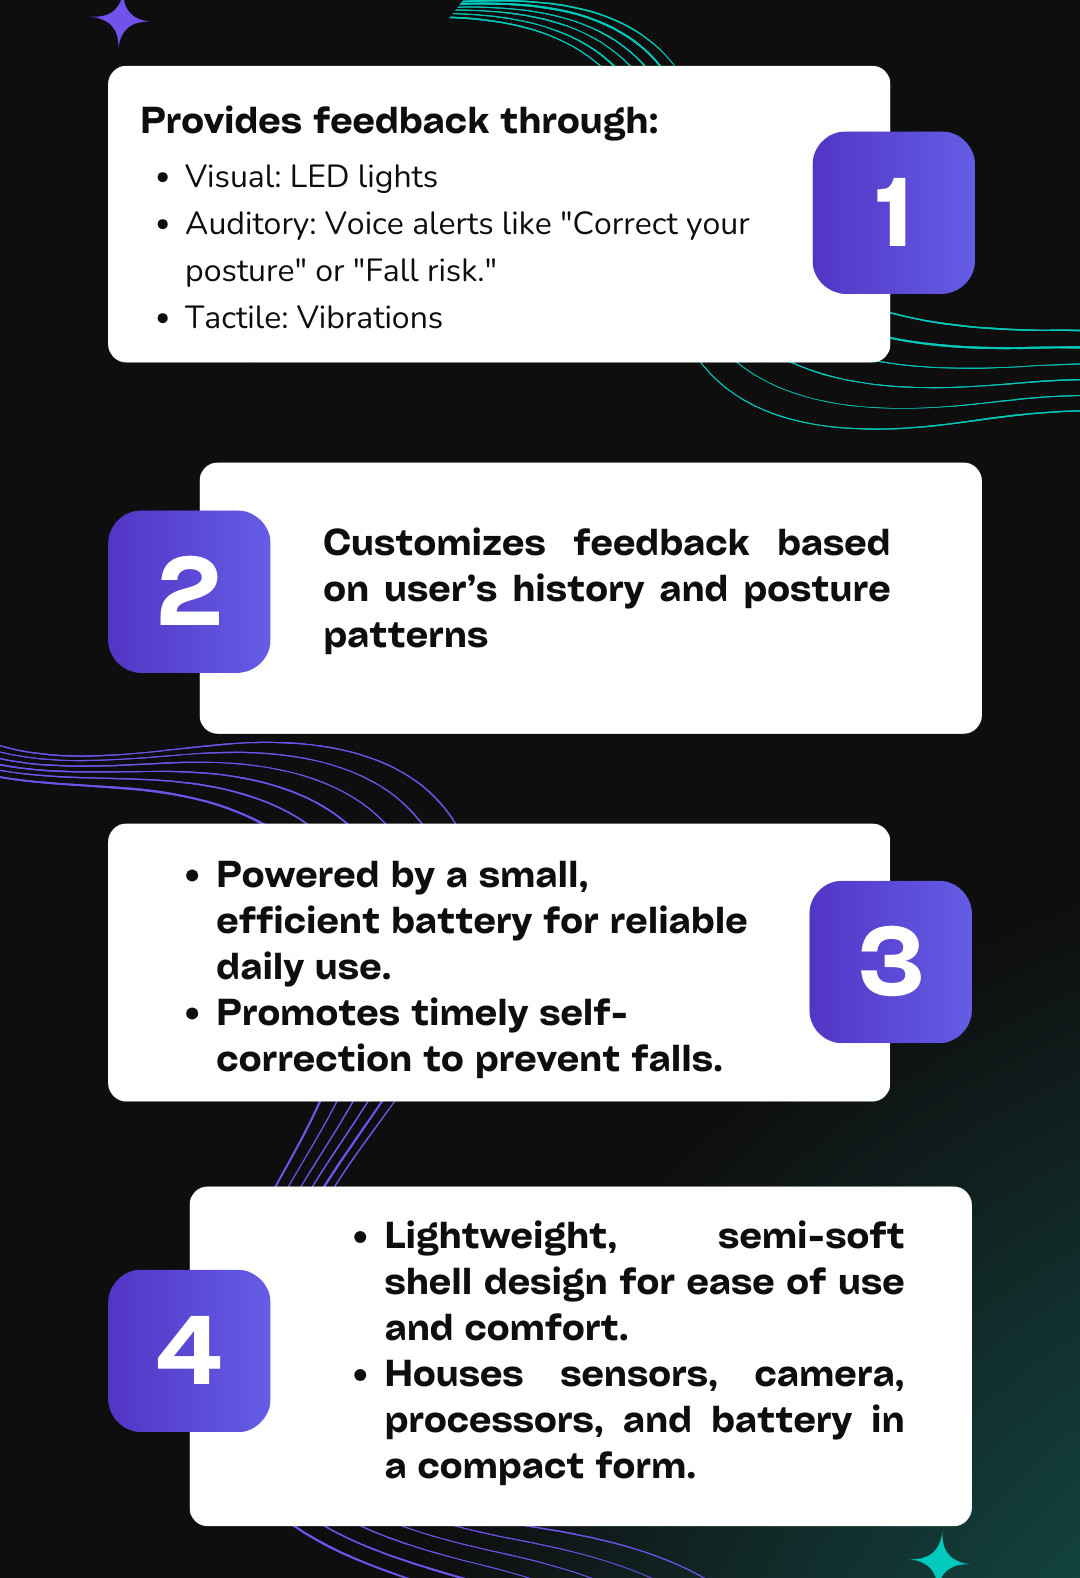 Provides feedback through:
• Visual: LED lights
• Auditory: Voice alerts like "Correct your
posture" or "Fall risk."
• Tactile: Vibrations
1
2
Customizes feedback based
on user’s history and posture
patterns
• Powered by a small,
efficient battery for reliable
daily use.
• Promotes timely self-
correction to prevent falls.
3
4
• Lightweight, semi-soft
shell design for ease of use
and comfort.
• Houses sensors, camera,
processors, and battery in
a compact form.